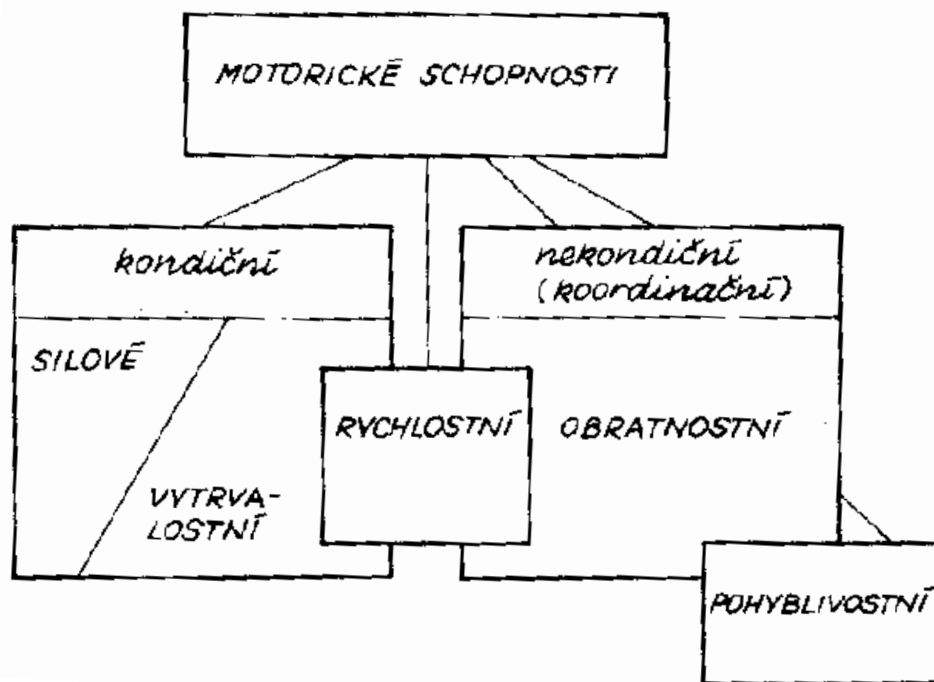 MOTORICKÉ SCHOPNOSTI
kondiční
nekondiční
(koordinační)
SILOVÉ
VYTRVA-
LOSTNÍ
RYCHLOSTNÍ
OBRATNOSTNÍ
POHYBLIVOSTNÍ